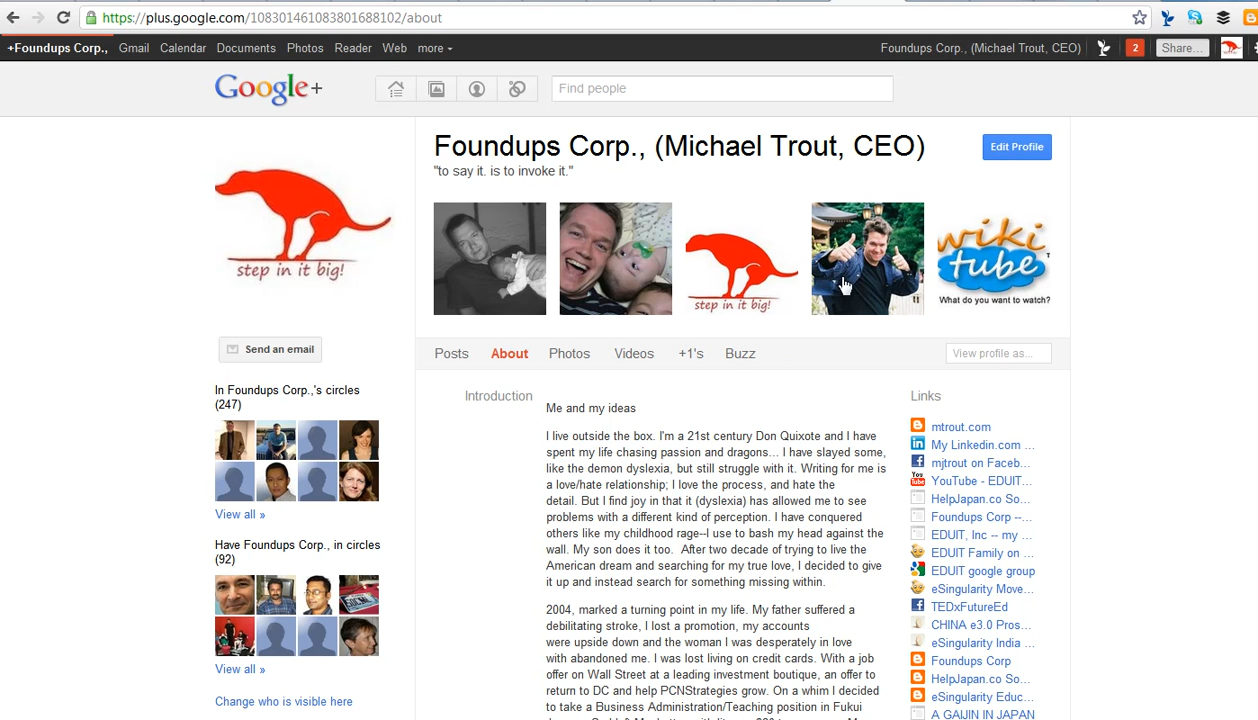 https://plus.google.com/108301461083801688102/about
+Foundups Corp., Gmail Calendar Documents Photos Reader Web more
Foundups Corp., (Michael Trout, CEO) 2 Share...
Google+
Find people
Foundups Corp., (Michael Trout, CEO)
Edit Profile
"to say it. is to invoke it."
step in it big!
step in it big!
wiki
tube
What do you want to watch?
Send an email
Posts About Photos Videos +1's Buzz
View profile as...
In Foundups Corp.,'s circles
(247)
View all »
Have Foundups Corp., in circles
(92)
View all »
Change who is visible here
Introduction
Me and my ideas
I live outside the box. I'm a 21st century Don Quixote and I have
spent my life chasing passion and dragons... I have slayed some,
like the demon dyslexia, but still struggle with it. Writing for me is
a love/hate relationship; I love the process, and hate the
detail. But I find joy in that it (dyslexia) has allowed me to see
problems with a different kind of perception. I have conquered
others like my childhood rage--I use to bash my head against the
wall. My son does it too. After two decade of trying to live the
American dream and searching for my true love, I decided to give
it up and instead search for something missing within.
2004, marked a turning point in my life. My father suffered a
debilitating stroke, I lost a promotion, my accounts
were upside down and the woman I was desperately in love
with abandoned me. I was lost living on credit cards. With a job
offer on Wall Street at a leading investment boutique, an offer to
return to DC and help PCNStrategies grow. On a whim I decided
to take a Business Administration/Teaching position in Fukui
Links
mtrout.com
My Linkedin.com ...
mjtrout on Faceb...
YouTube - EDUIT...
HelpJapan.co So...
Foundups Corp --...
EDUIT, Inc -- my ...
EDUIT Family on ...
EDUIT google group
eSingularity Move...
TEDxFutureEd
CHINA e3.0 Pros...
eSingularity India ...
Foundups Corp
HelpJapan.co So...
eSingularity Educ...
A GAIJIN IN JAPAN